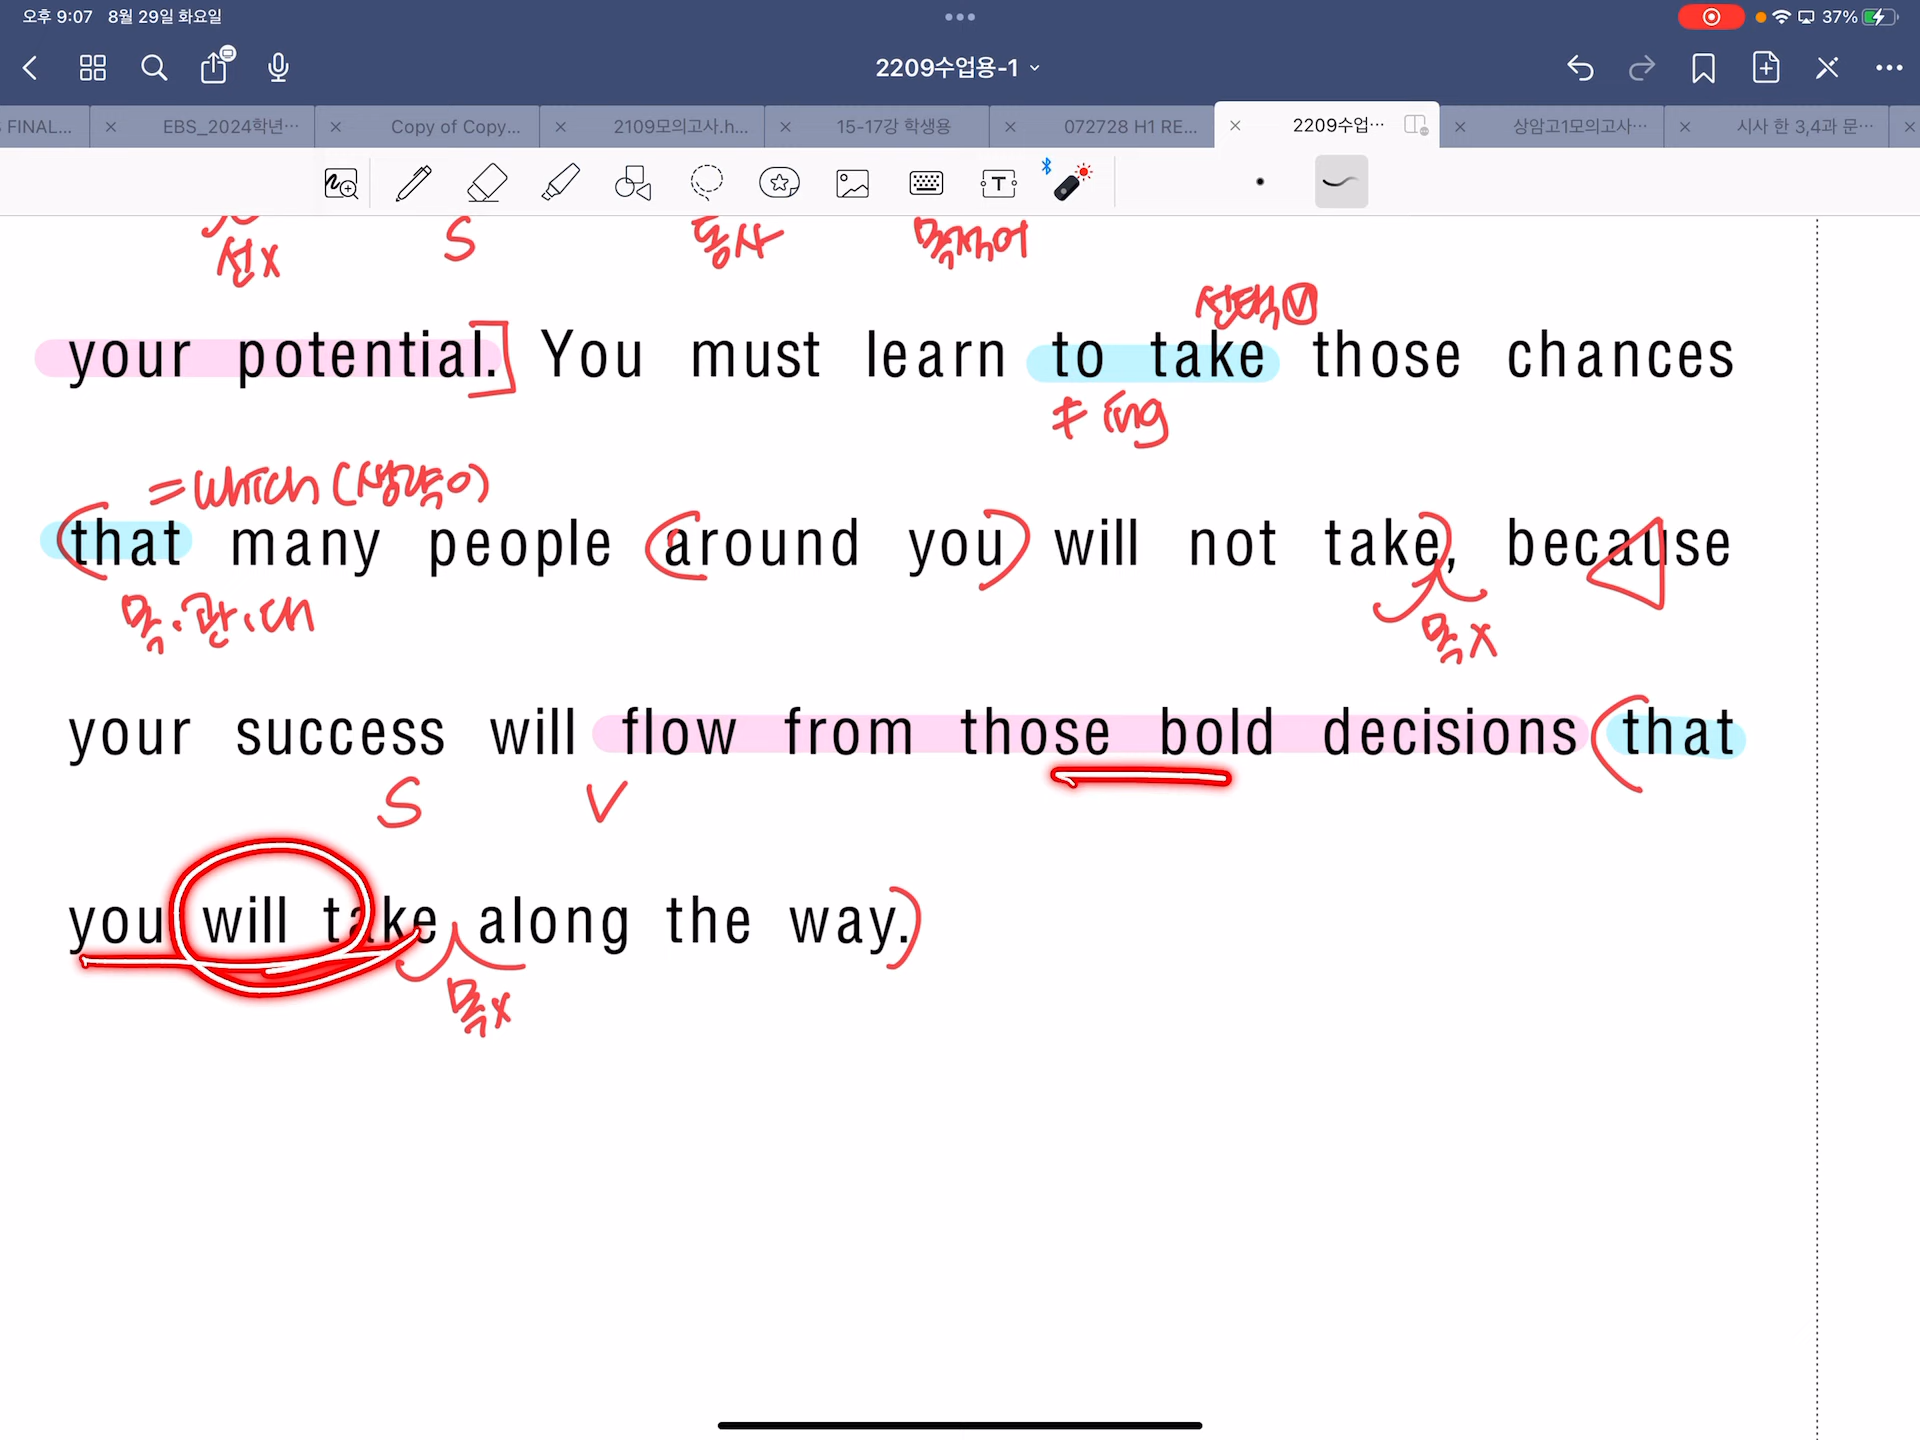 오후 9:07 8월 29일 화요일
37%
2209수업용-1
FINAL...
EBS_2024학년···
Copy of Copy...
2109모의고사.h...
15-17강 학생용
072728 H1 RE...
2209수업···
상암고1모의고사···
시사 한 3,4과 문···
선x S 동사 목적어
선택 V
your potential. You must learn to take those chances
≠ ing
= which (생략o)
that many people around you will not take, because
목.관.대
목x
your success will flow from those bold decisions that
S V
you will take along the way.
목x